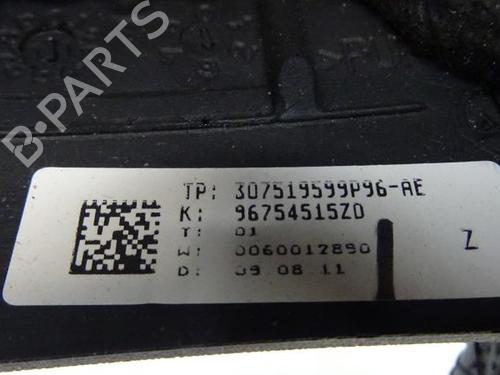 B-PARTS
TP: 307519599P96-AE
K: 96754515ZD
T: 01
W: 0060012890
D: 09.08.11
Z